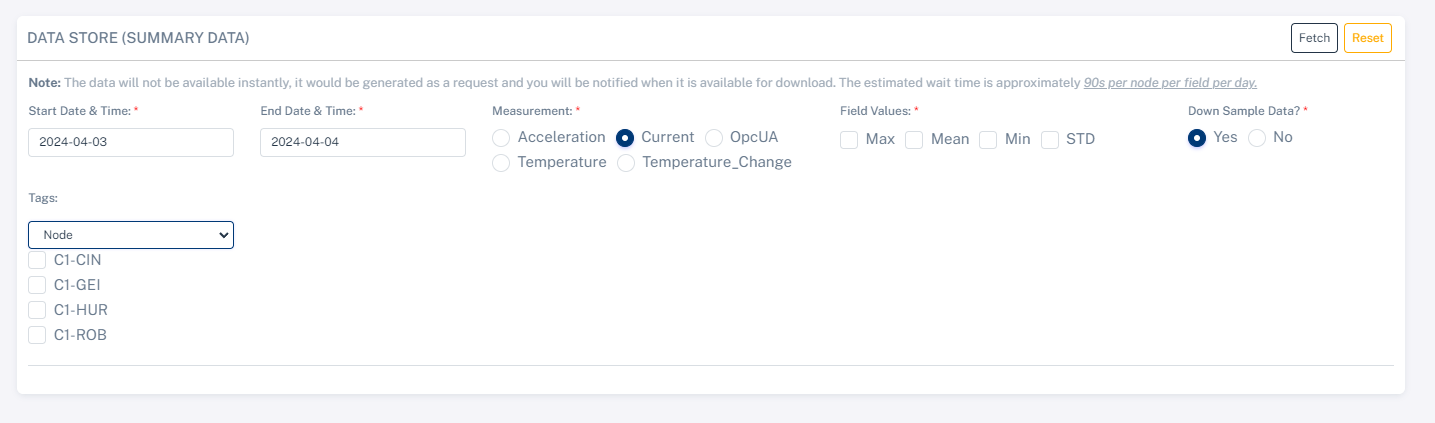 DATA STORE (SUMMARY DATA)
Fetch
Reset
Note: The data will not be available instantly, it would be generated as a request and you will be notified when it is available for download. The estimated wait time is approximately 90s per node per field per day.
Start Date & Time: *
End Date & Time: *
Measurement: *
Field Values: *
Down Sample Data? *
2024-04-03
2024-04-04
Acceleration Current OpcUA
Temperature Temperature_Change
Max Mean Min STD
Yes No
Tags:
Node
C1-CIN
C1-GEI
C1-HUR
C1-ROB